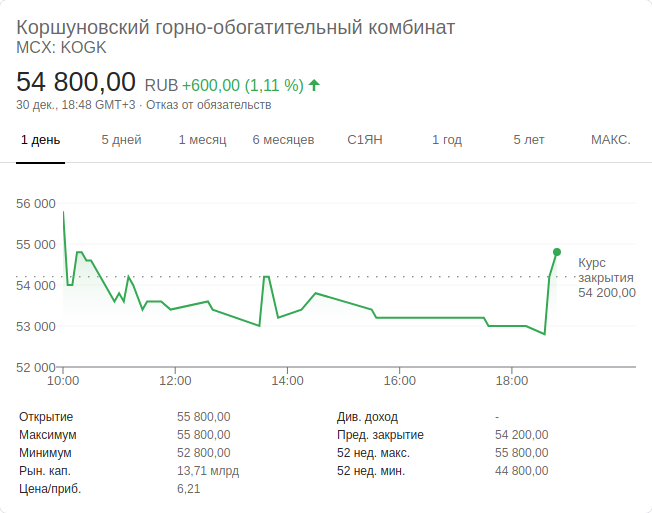 Коршуновский горно-обогатительный комбинат
MCX: KOGK
54 800,00 RUB +600,00 (1,11 %)
30 дек., 18:48 GMT+3 · Отказ от обязательств
1 день 5 дней 1 месяц 6 месяцев С1ЯН 1 год 5 лет МАКС.
56 000
55 000
Курс
закрытия
54 200,00
54 000
53 000
52 000
10:00 12:00 14:00 16:00 18:00
Открытие 55 800,00 Див. доход -
Максимум 55 800,00 Пред. закрытие 54 200,00
Минимум 52 800,00 52 нед. макс. 55 800,00
Рын. кап. 13,71 млрд 52 нед. мин. 44 800,00
Цена/приб. 6,21